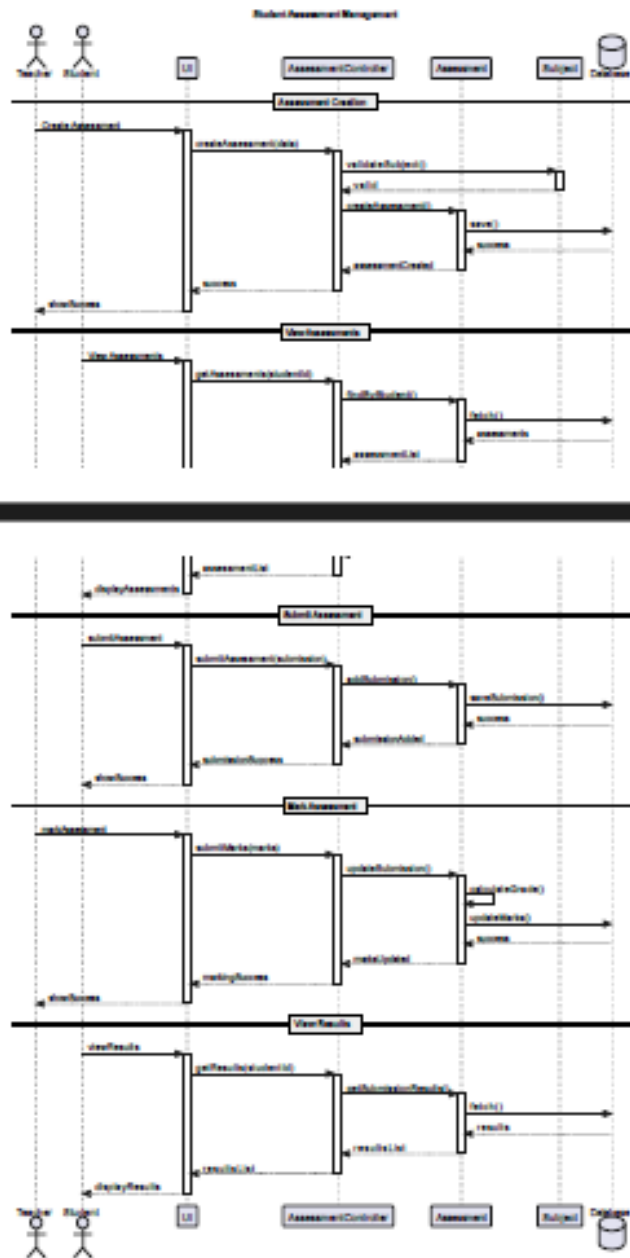 Student Assessment Management
Teacher Student UI AssessmentController Assessment Subject Database
Assessment Creation
Create Assessment
createAssessment(data)
validateSubject()
valid
createAssessment()
save()
success
assessmentCreated
success
showSuccess
View Assessments
View Assessments
getAssessments(studentId)
findByStudent()
fetch()
assessments
assessmentList
assessmentList
displayAssessments
Submit Assessment
submitAssessment
submitAssessment(submission)
addSubmission()
saveSubmission()
success
submissionAdded
submissionSuccess
showSuccess
Mark Assessment
markAssessment
submitMarks(marks)
updateSubmission()
calculateGrade()
updateMarks()
success
marksUpdated
markingSuccess
showSuccess
View Results
viewResults
getResults(studentId)
getSubmissionResults()
fetch()
results
resultsList
resultsList
displayResults
Teacher Student UI AssessmentController Assessment Subject Database